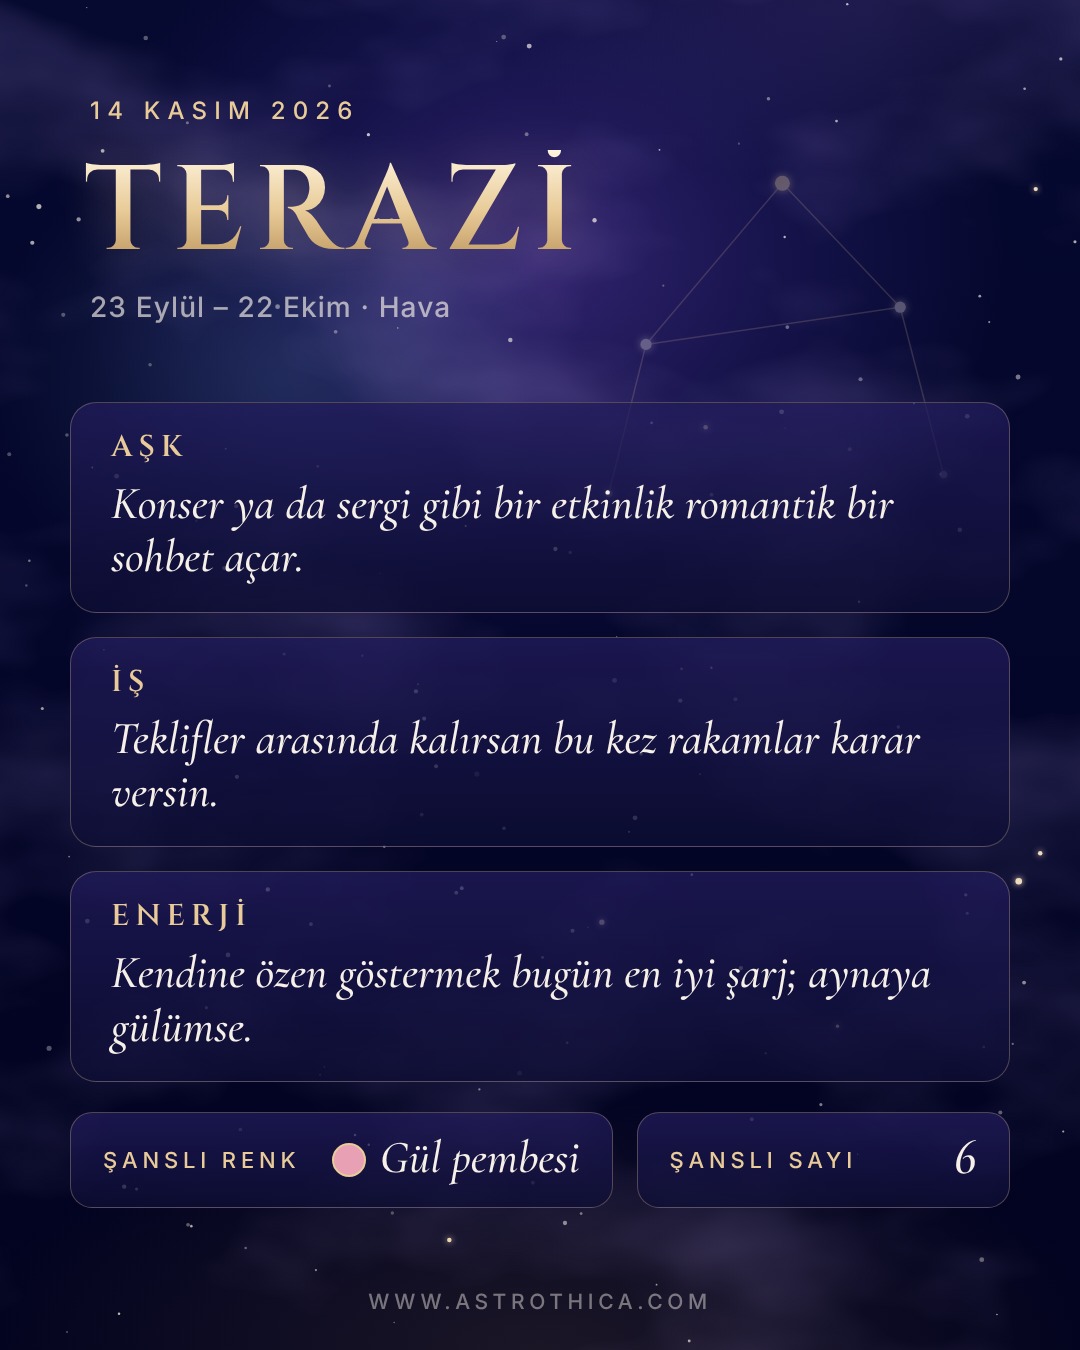 14 KASIM 2026
TERAZİ
23 Eylül – 22 Ekim · Hava
AŞK
Konser ya da sergi gibi bir etkinlik romantik bir
sohbet açar.
İŞ
Teklifler arasında kalırsan bu kez rakamlar karar
versin.
ENERJİ
Kendine özen göstermek bugün en iyi şarj; aynaya
gülümse.
ŞANSLI RENK Gül pembesi
ŞANSLI SAYI 6
WWW.ASTROTHICA.COM